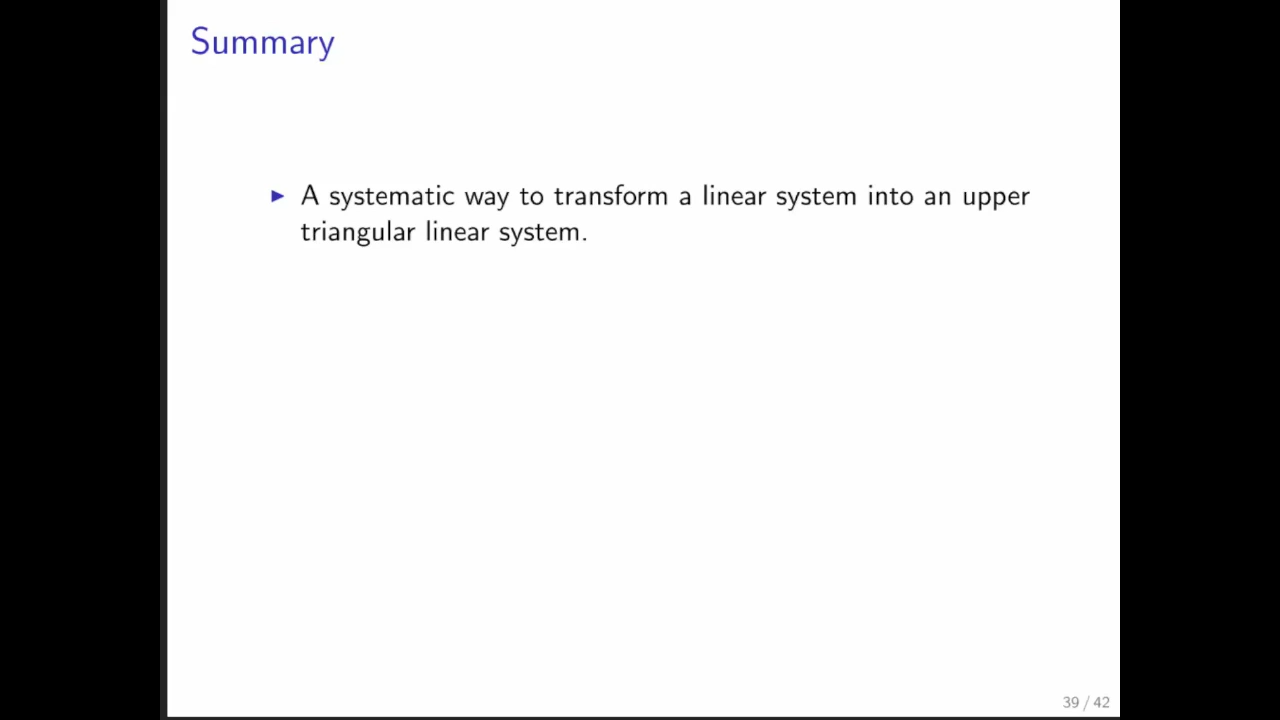 Summary
▶ A systematic way to transform a linear system into an upper
triangular linear system.
39 / 42